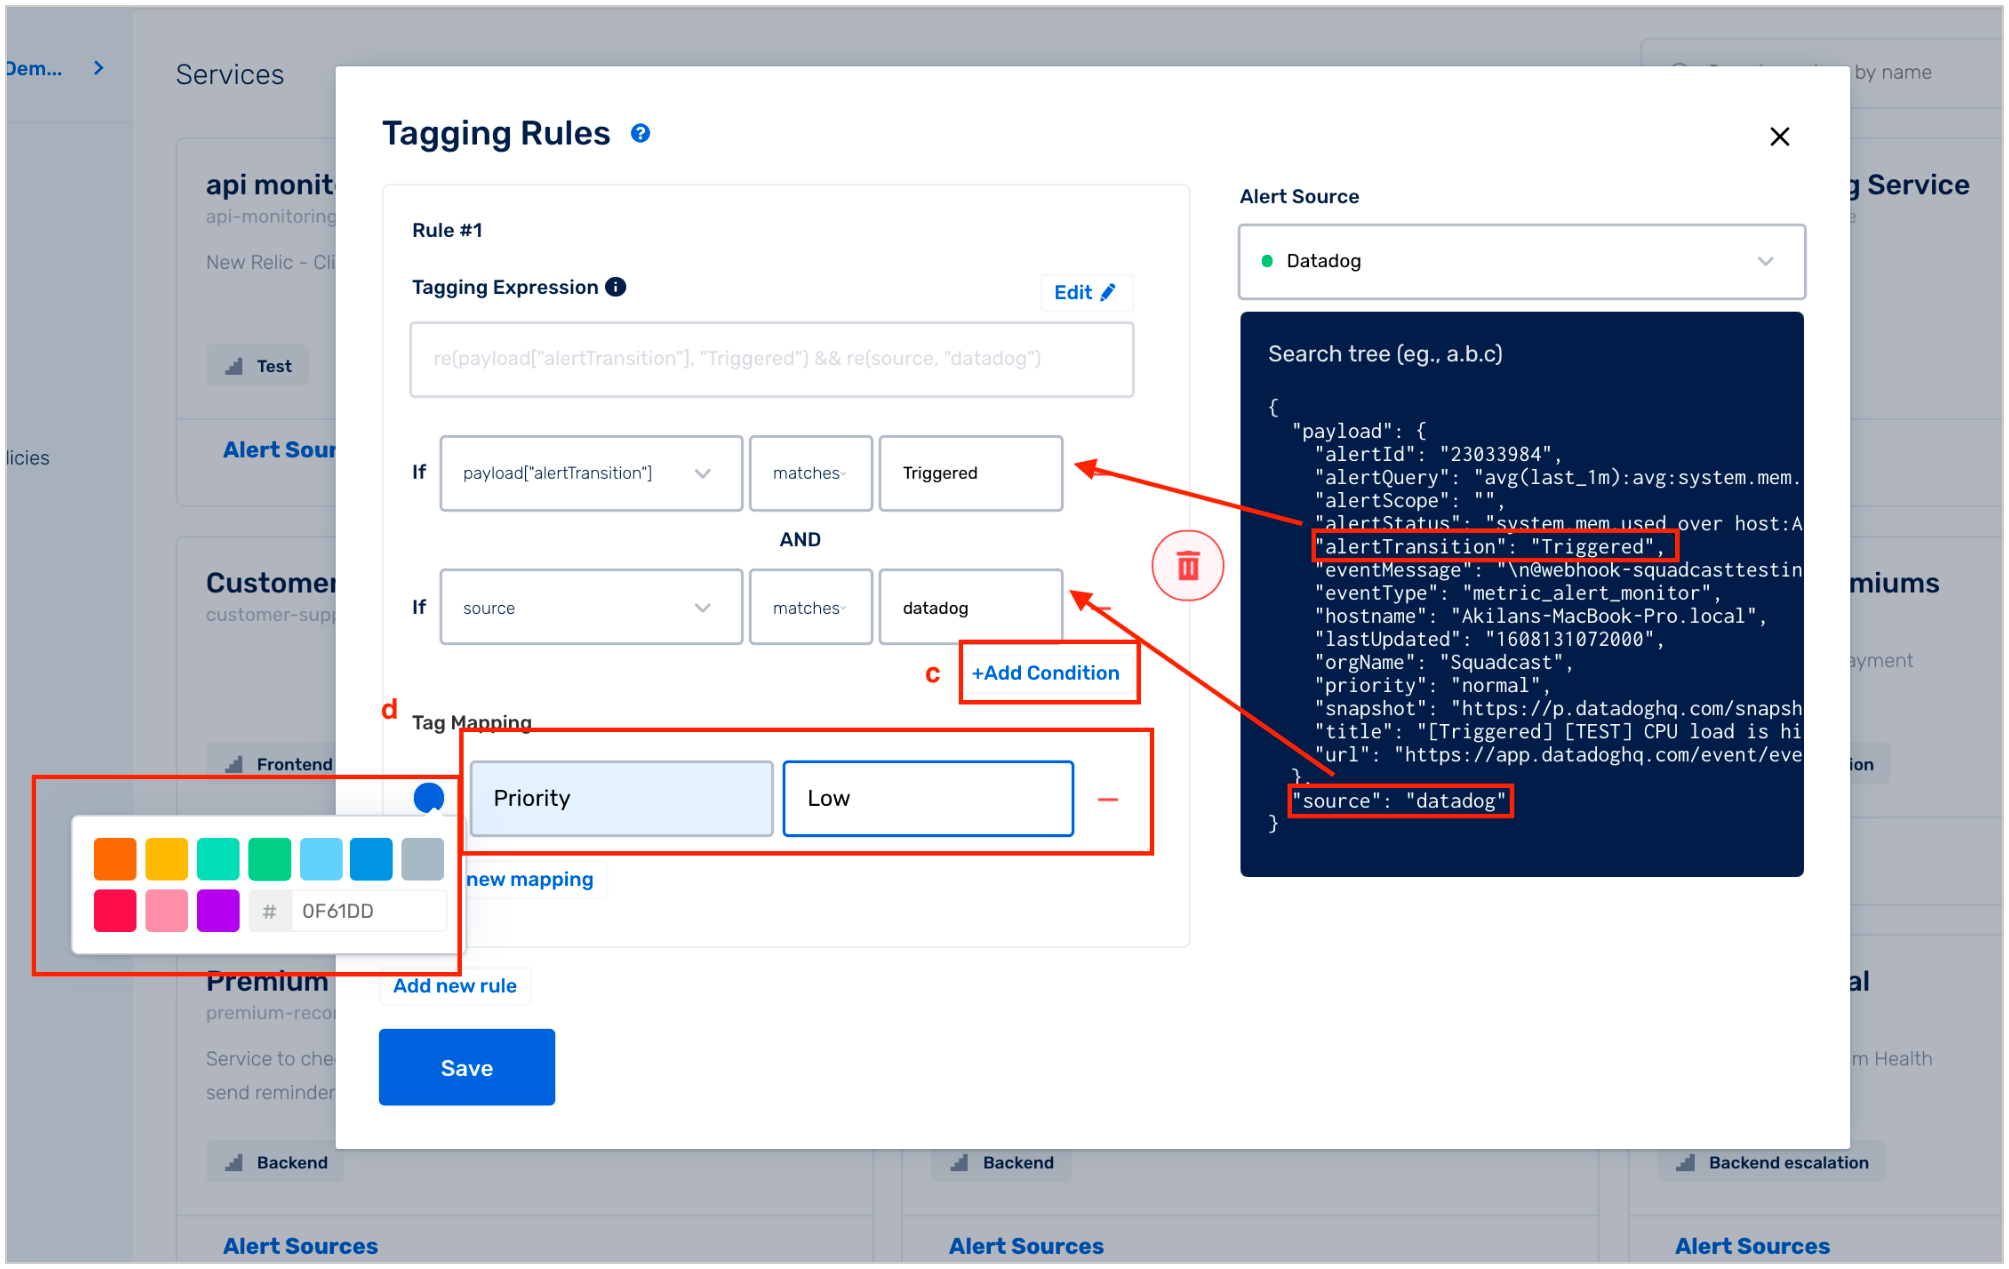 Dem...
Services
by name
Tagging Rules ?
api monit
api-monitoring
New Relic - Cli
Test
Alert Sour
licies
g Service
Rule #1
Tagging Expression i
Edit
re(payload["alertTransition"], "Triggered") && re(source, "datadog")
If payload["alertTransition"] matches Triggered
AND
If source matches datadog
c +Add Condition
d
Tag Mapping
Priority Low
# 0F61DD
new mapping
Add new rule
Save
Alert Source
Datadog
Search tree (eg., a.b.c)
{
"payload": {
"alertId": "23033984",
"alertQuery": "avg(last_1m):avg:system.mem.
"alertScope": "",
"alertStatus": "system.mem.used over host:A
"alertTransition": "Triggered",
"eventMessage": "\n@webhook-squadcasttestin
"eventType": "metric_alert_monitor",
"hostname": "Akilans-MacBook-Pro.local",
"lastUpdated": "1608131072000",
"orgName": "Squadcast",
"priority": "normal",
"snapshot": "https://p.datadoghq.com/snapsh
"title": "[Triggered] [TEST] CPU load is hi
"url": "https://app.datadoghq.com/event/eve
},
"source": "datadog"
}
Customer
customer-supp
Frontend
miums
ayment
ion
Premium
premium-reco
Service to che
send reminder
al
m Health
Backend
Backend
Backend escalation
Alert Sources
Alert Sources
Alert Sources